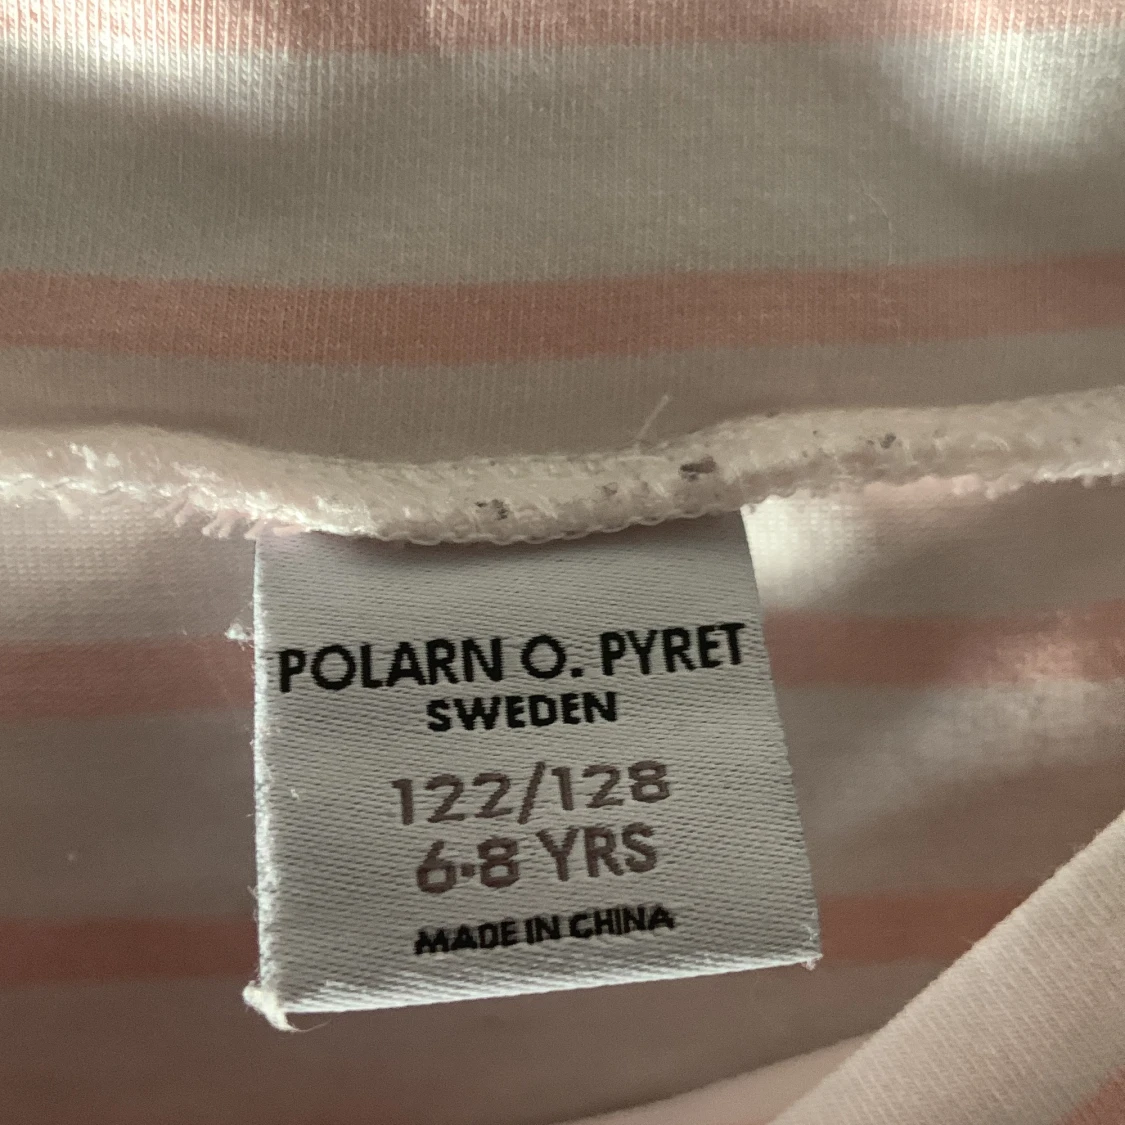 POLARN O. PYRET
SWEDEN
122/128
6-8 YRS
MADE IN CHINA